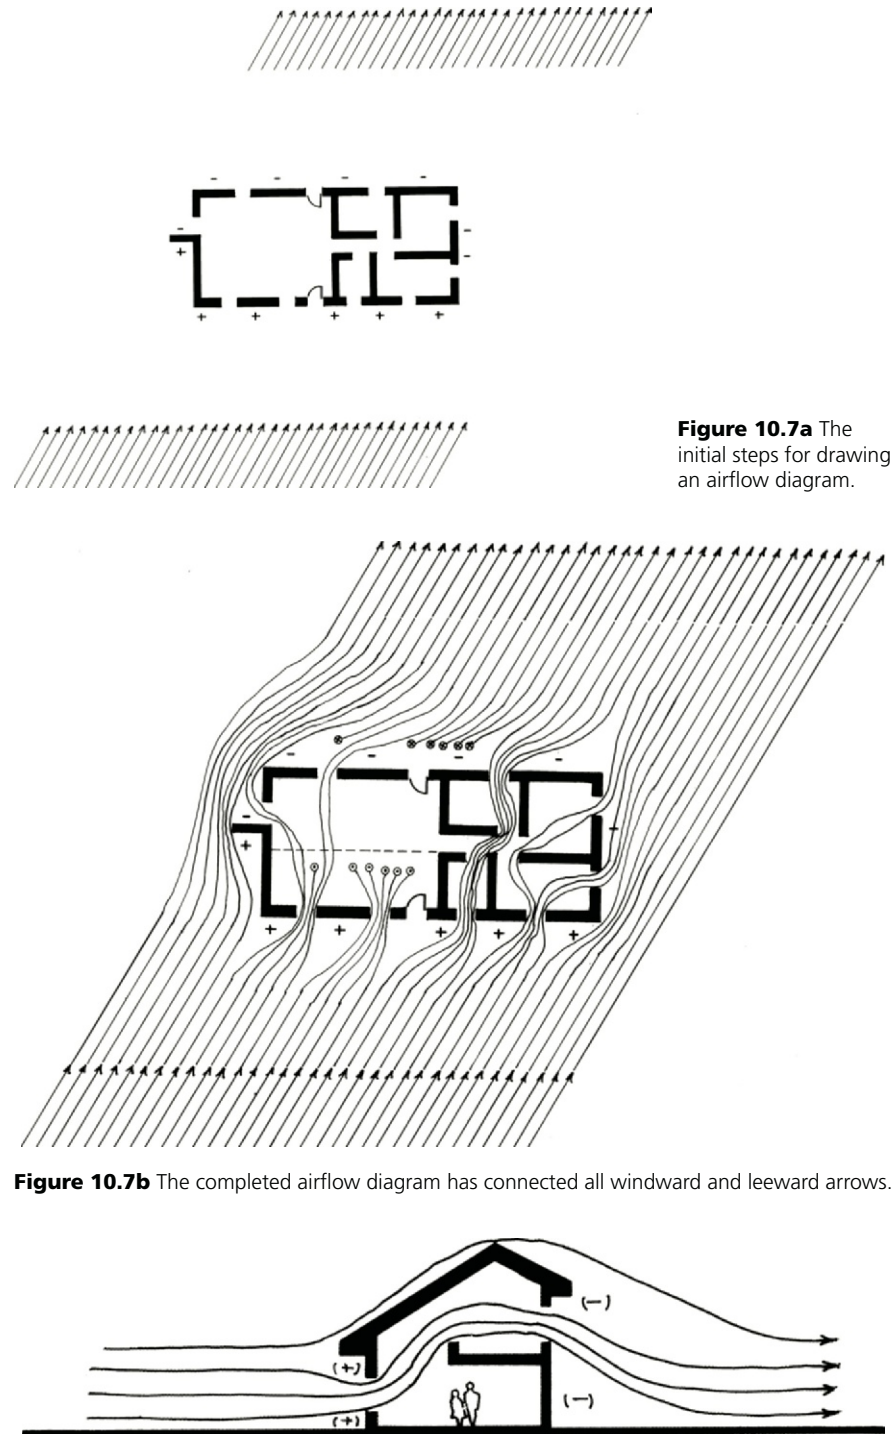 - - - -
- -
+ -
+ + + + +
Figure 10.7a The
initial steps for drawing
an airflow diagram.
- - - -
- -
+
+ + + + +
Figure 10.7b The completed airflow diagram has connected all windward and leeward arrows.
(-)
(+)
(-)
(+)